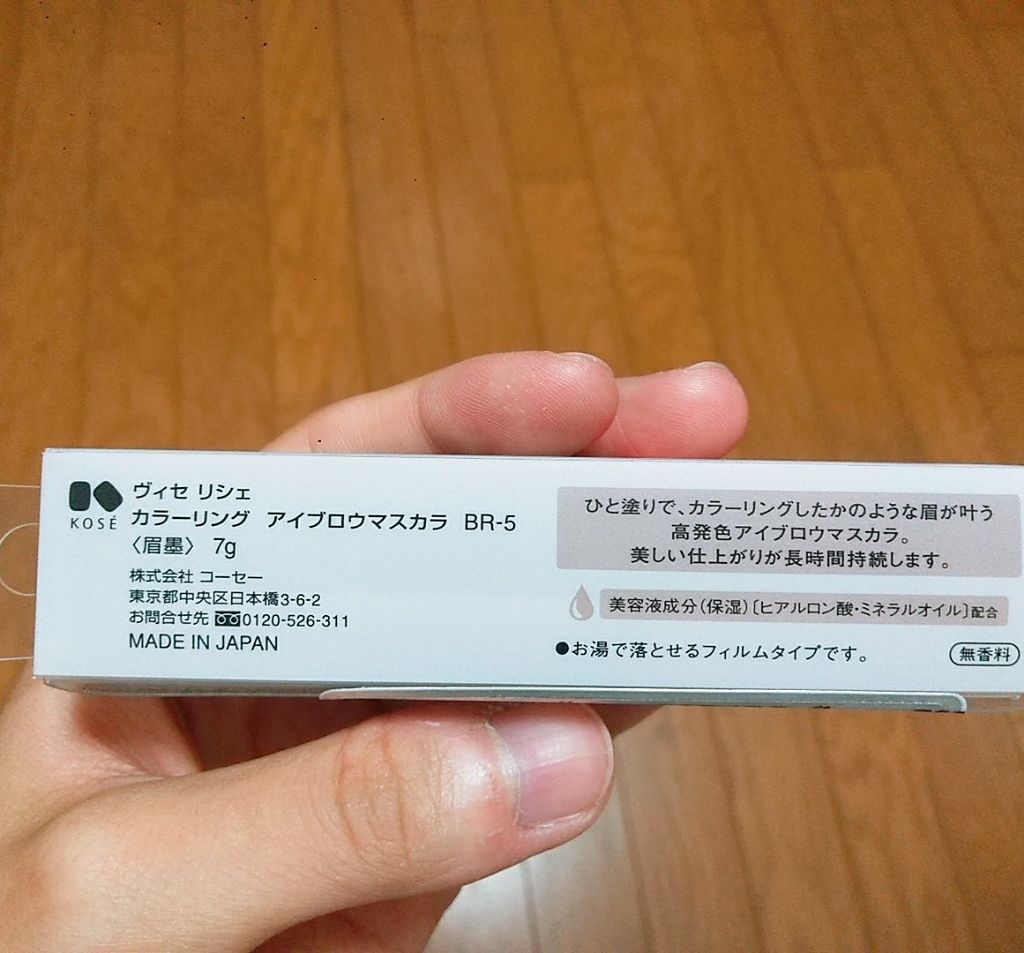 KOSÉ
ヴィセ リシェ
カラーリング アイブロウマスカラ BR-5
〈眉墨〉 7g
株式会社 コーセー
東京都中央区日本橋3-6-2
お問合せ先 0120-526-311
MADE IN JAPAN
ひと塗りで、カラーリングしたかのような眉が叶う
高発色アイブロウマスカラ。
美しい仕上がりが長時間持続します。
美容液成分(保湿)〔ヒアルロン酸・ミネラルオイル〕配合
●お湯で落とせるフィルムタイプです。
無香料